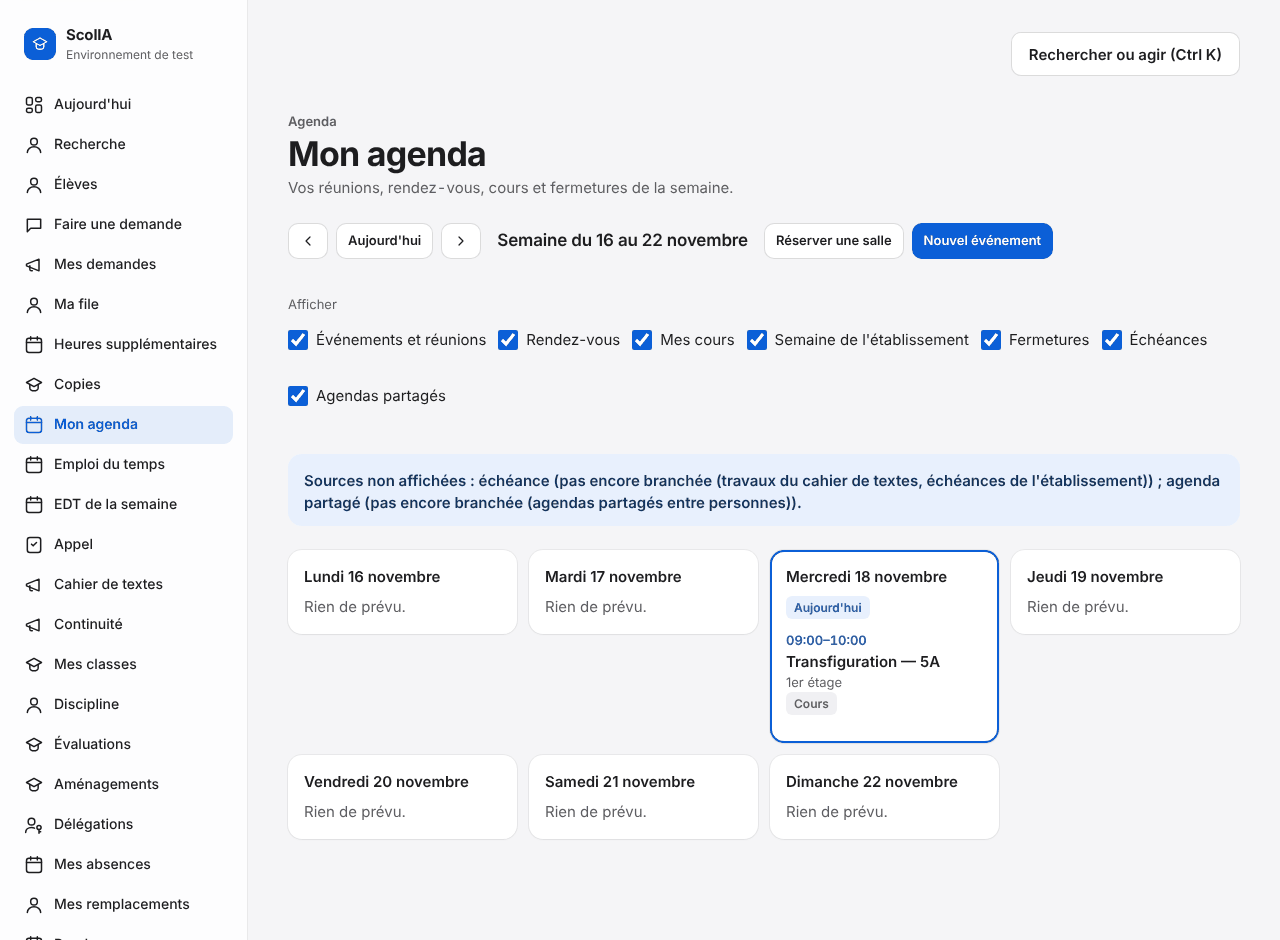 ScolIA
Environnement de test
Rechercher ou agir (Ctrl K)
Aujourd'hui
Recherche
Élèves
Faire une demande
Mes demandes
Ma file
Heures supplémentaires
Copies
Mon agenda
Emploi du temps
EDT de la semaine
Appel
Cahier de textes
Continuité
Mes classes
Discipline
Évaluations
Aménagements
Délégations
Mes absences
Mes remplacements
Agenda
Mon agenda
Vos réunions, rendez-vous, cours et fermetures de la semaine.
Aujourd'hui
Semaine du 16 au 22 novembre
Réserver une salle
Nouvel événement
Afficher
Événements et réunions
Rendez-vous
Mes cours
Semaine de l'établissement
Fermetures
Échéances
Agendas partagés
Sources non affichées : échéance (pas encore branchée (travaux du cahier de textes, échéances de l'établissement)) ; agenda
partagé (pas encore branchée (agendas partagés entre personnes)).
Lundi 16 novembre
Rien de prévu.
Mardi 17 novembre
Rien de prévu.
Mercredi 18 novembre
Aujourd'hui
09:00–10:00
Transfiguration — 5A
1er étage
Cours
Jeudi 19 novembre
Rien de prévu.
Vendredi 20 novembre
Rien de prévu.
Samedi 21 novembre
Rien de prévu.
Dimanche 22 novembre
Rien de prévu.